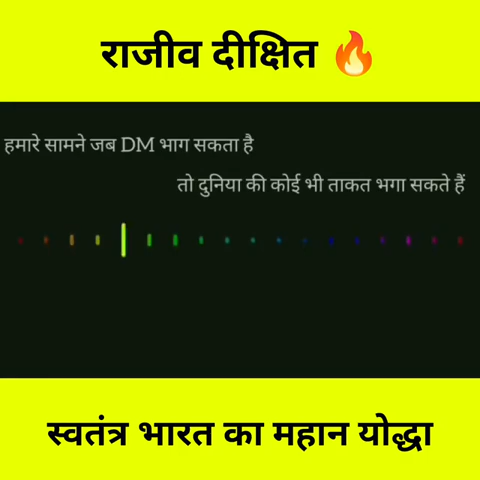 राजीव दीक्षित 🔥
हमारे सामने जब DM भाग सकता है
तो दुनिया की कोई भी ताकत भगा सकते हैं
स्वतंत्र भारत का महान योद्धा